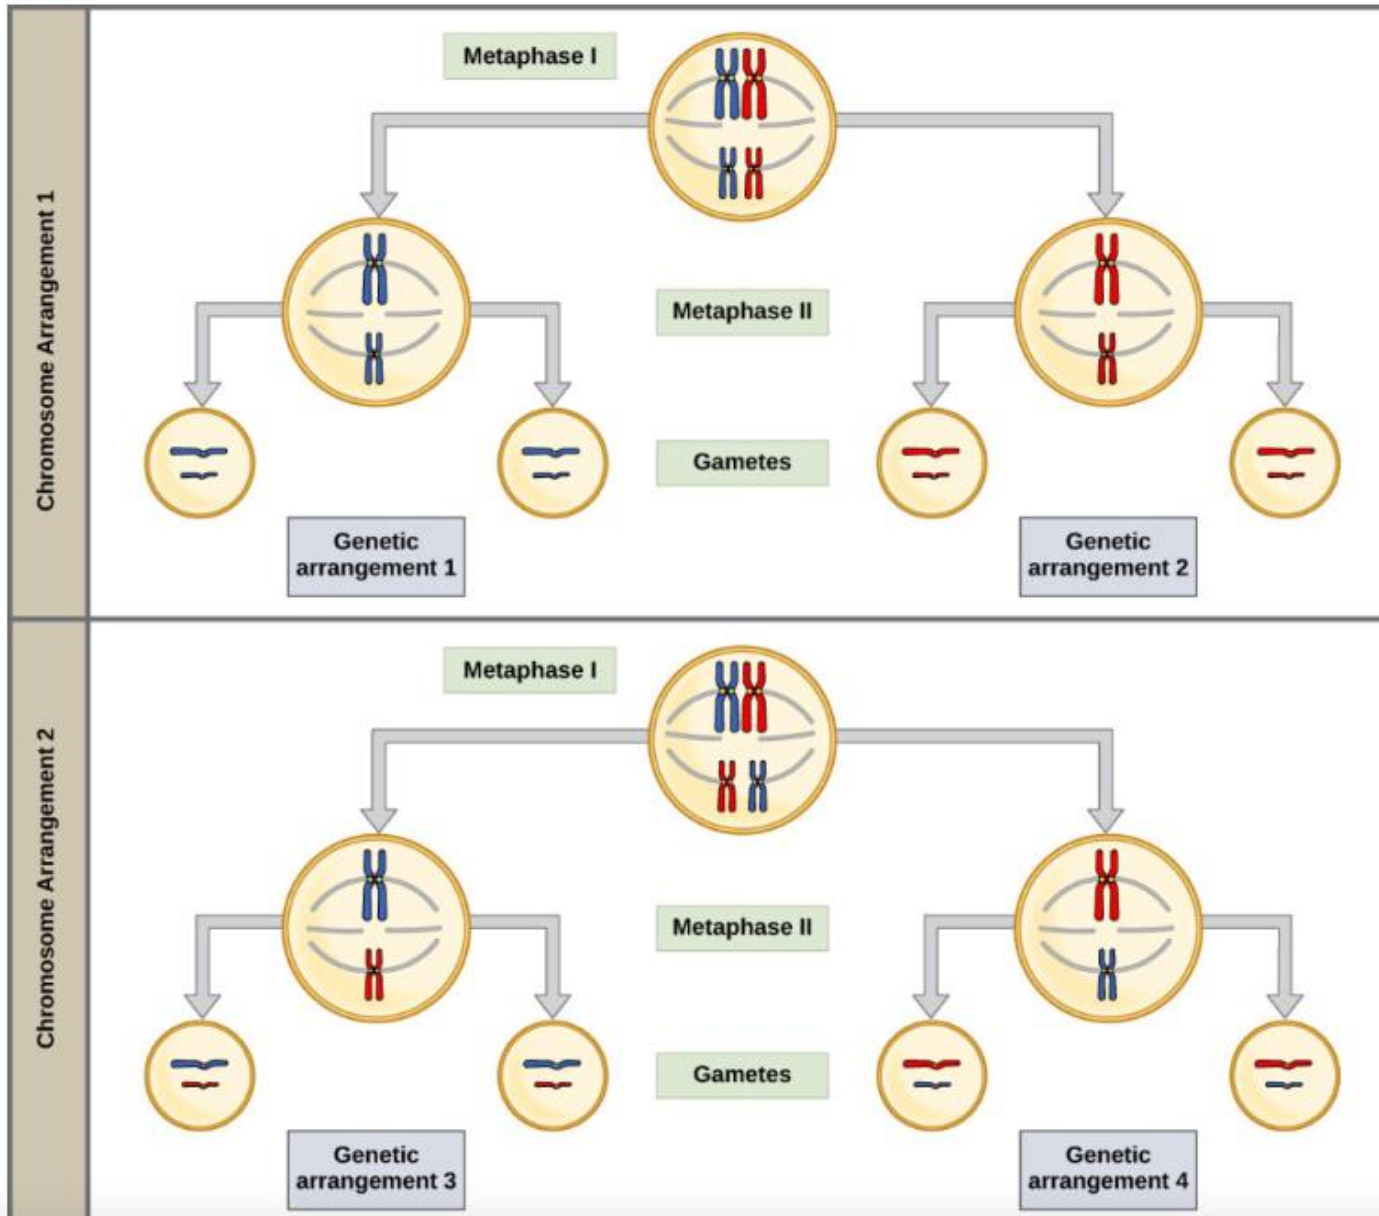 Chromosome Arrangement 1
Metaphase I
Metaphase II
Gametes
Genetic
arrangement 1
Genetic
arrangement 2
Chromosome Arrangement 2
Metaphase I
Metaphase II
Gametes
Genetic
arrangement 3
Genetic
arrangement 4